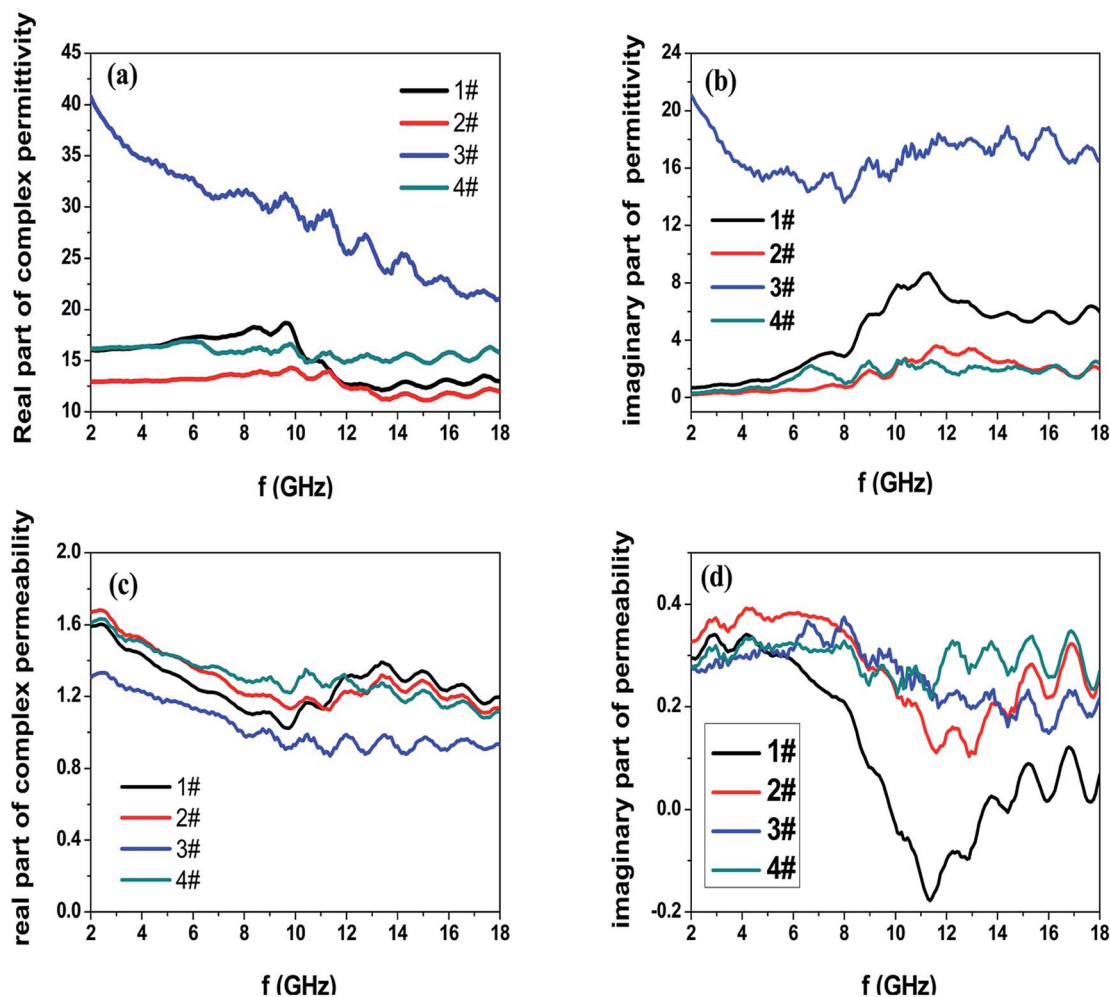 (a)
Real part of complex permittivity
45
40
35
30
25
20
15
10
1#
2#
3#
4#
2 4 6 8 10 12 14 16 18
f (GHz)
(b)
imaginary part of permittivity
24
20
16
12
8
4
0
1#
2#
3#
4#
2 4 6 8 10 12 14 16 18
f (GHz)
(c)
real part of complex permeability
2.0
1.6
1.2
0.9
0.6
0.3
0.0
1#
2#
3#
4#
2 4 6 8 10 12 14 16 18
f (GHz)
(d)
imaginary part of permeability
0.4
0.2
0.0
-0.2
1#
2#
3#
4#
2 4 6 8 10 12 14 16 18
f (GHz)